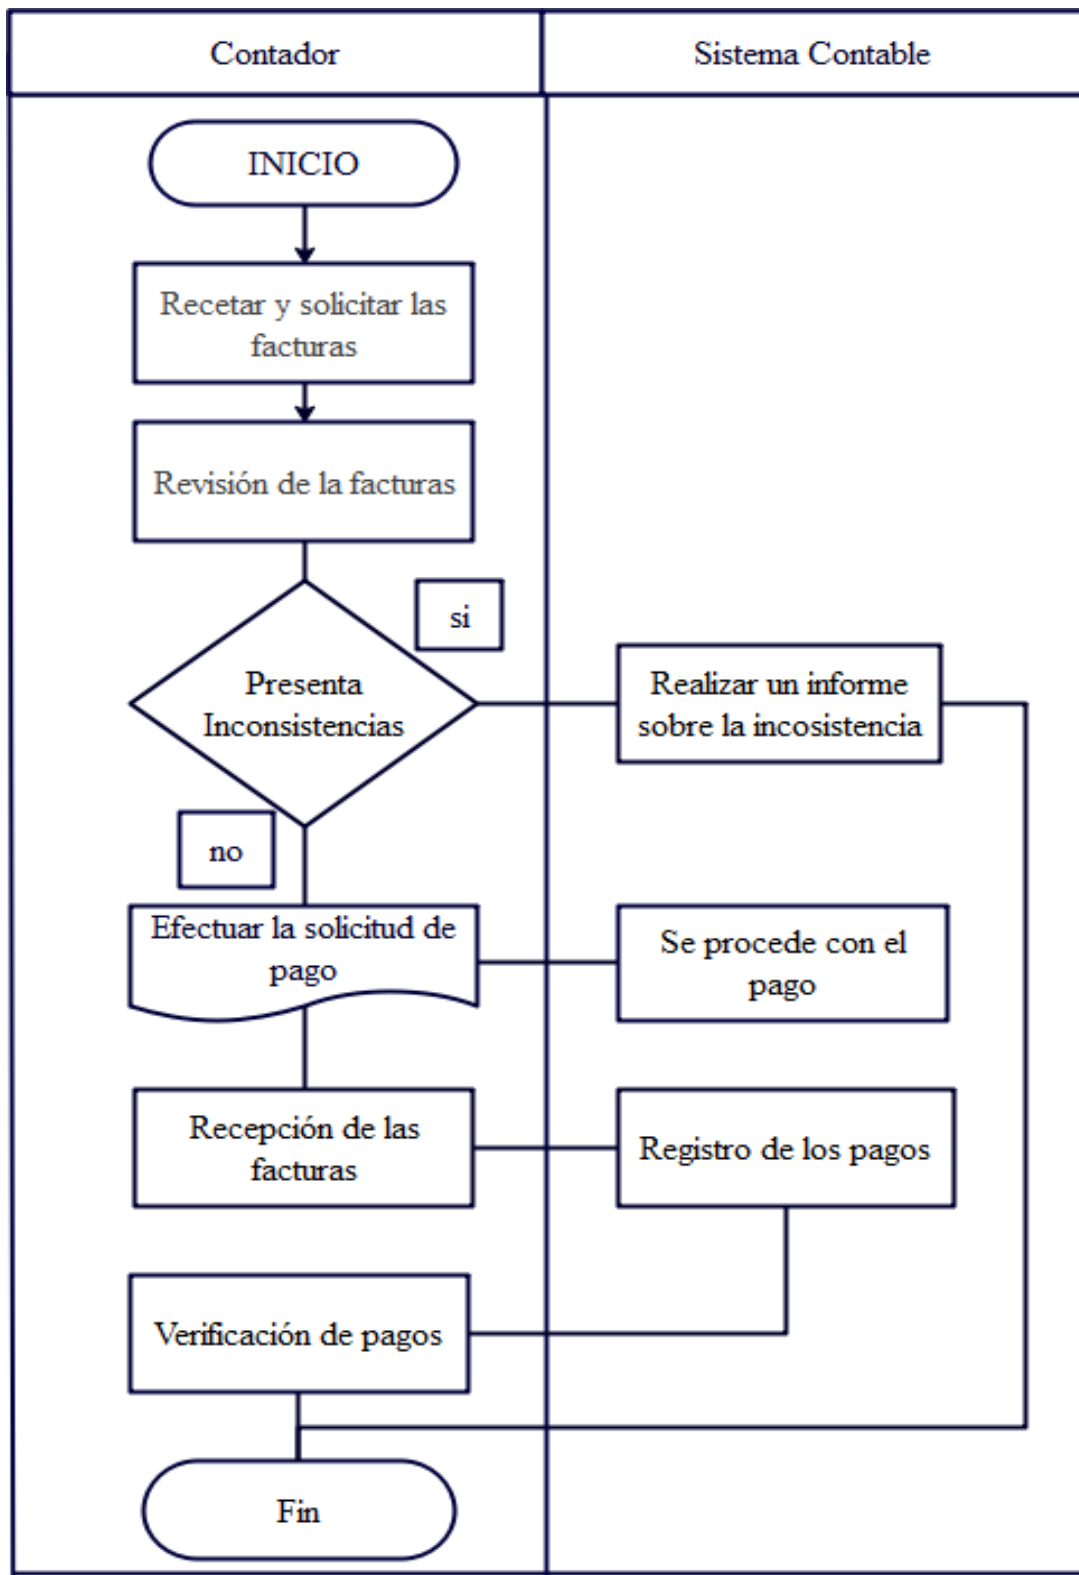 Contador
Sistema Contable
INICIO
Recetar y solicitar las
facturas
Revisión de la facturas
si
Presenta
Inconsistencias
Realizar un informe
sobre la incosistencia
no
Efectuar la solicitud de
pago
Se procede con el
pago
Recepción de las
facturas
Registro de los pagos
Verificación de pagos
Fin